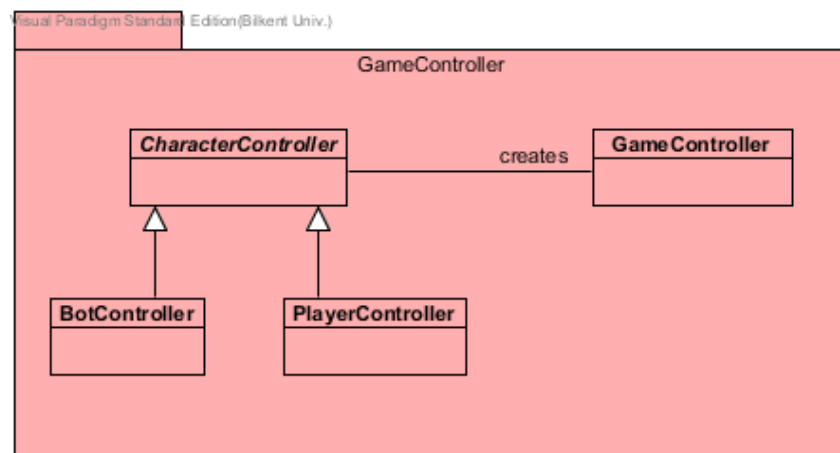 Visual Paradigm Standard Edition(Bilkent Univ.)
GameController
CharacterController
creates
GameController
BotController
PlayerController